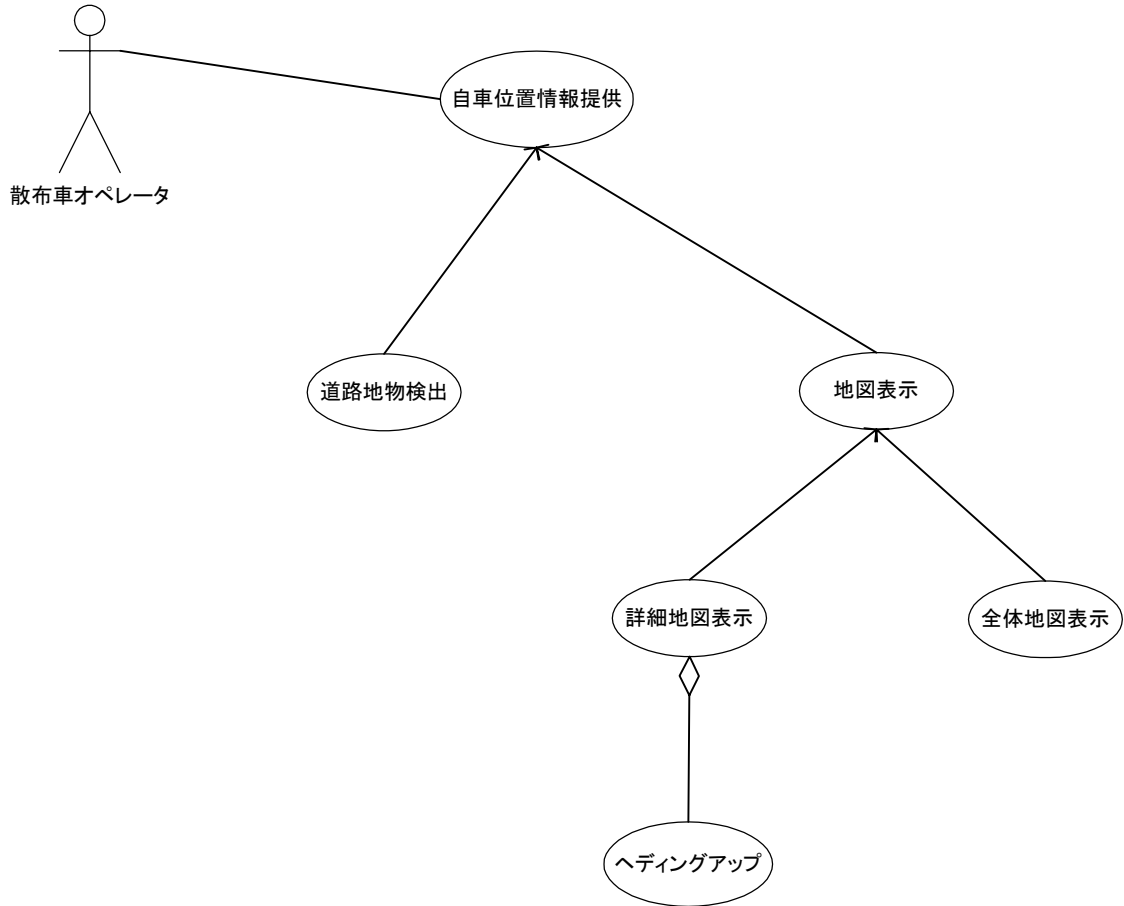 自車位置情報提供
散布車オペレータ
道路地物検出
地図表示
詳細地図表示
全体地図表示
ヘディングアップ